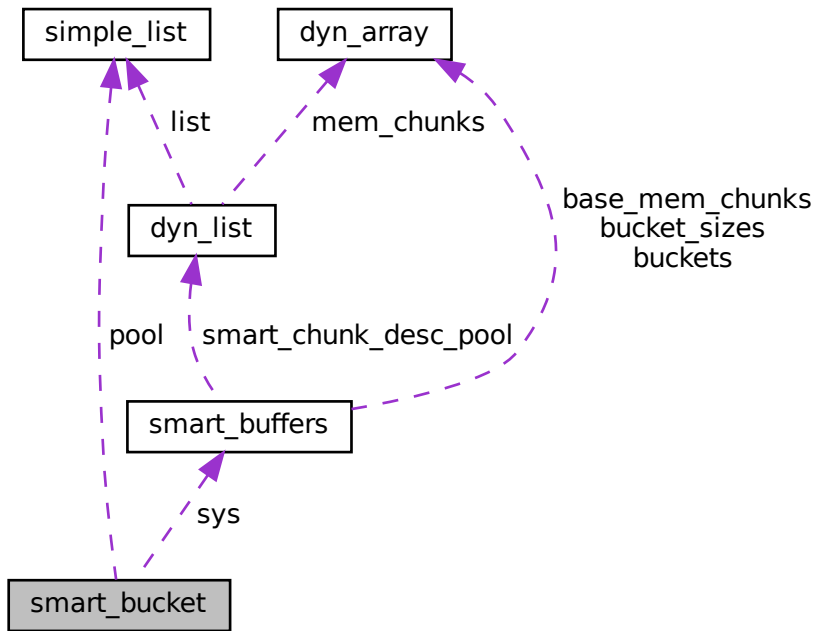 simple_list
dyn_array
list
mem_chunks
base_mem_chunks
bucket_sizes
buckets
dyn_list
pool
smart_chunk_desc_pool
smart_buffers
sys
smart_bucket